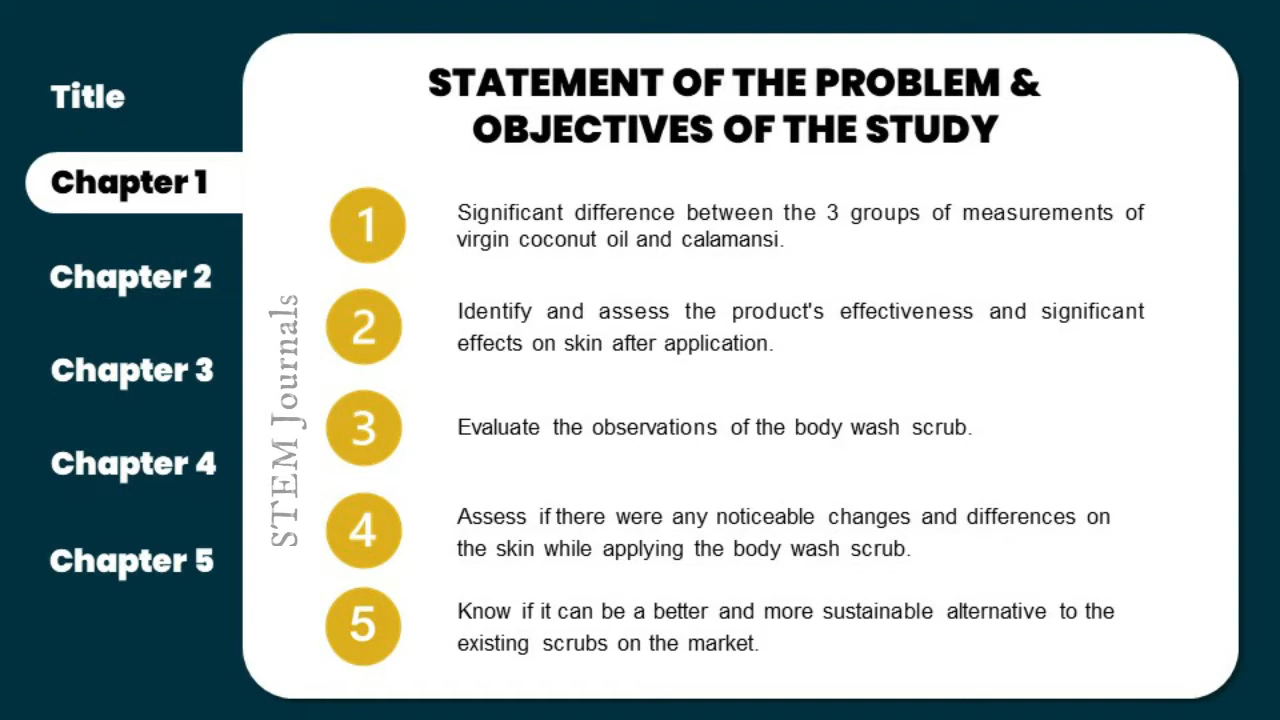 Title
Chapter 1
Chapter 2
Chapter 3
Chapter 4
Chapter 5
STEM Journals
STATEMENT OF THE PROBLEM &
OBJECTIVES OF THE STUDY
1
Significant difference between the 3 groups of measurements of
virgin coconut oil and calamansi.
2
Identify and assess the product's effectiveness and significant
effects on skin after application.
3
Evaluate the observations of the body wash scrub.
4
Assess if there were any noticeable changes and differences on
the skin while applying the body wash scrub.
5
Know if it can be a better and more sustainable alternative to the
existing scrubs on the market.